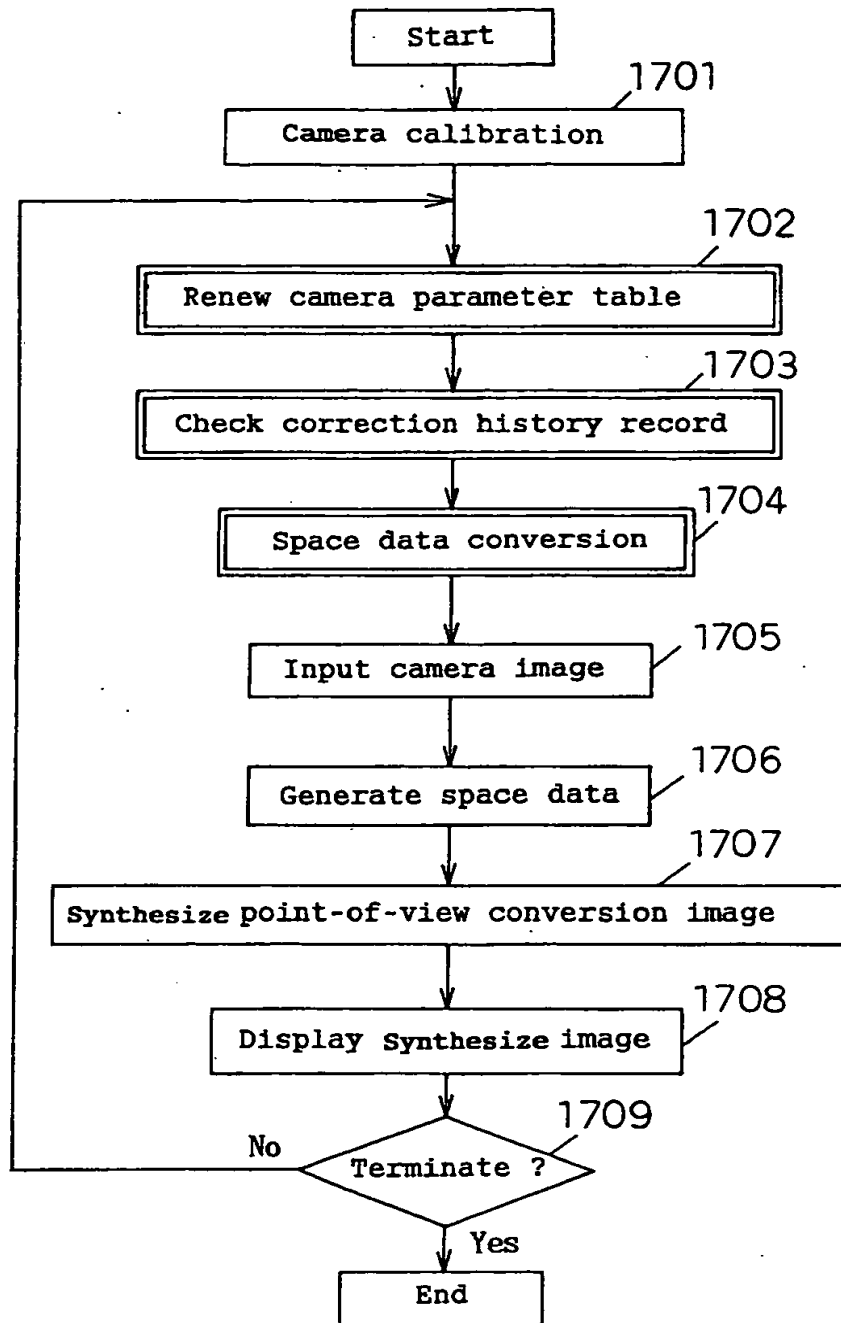 Start
1701
Camera calibration
1702
Renew camera parameter table
1703
Check correction history record
1704
Space data conversion
1705
Input camera image
1706
Generate space data
1707
Synthesize point-of-view conversion image
1708
Display Synthesize image
1709
No
Terminate ?
Yes
End